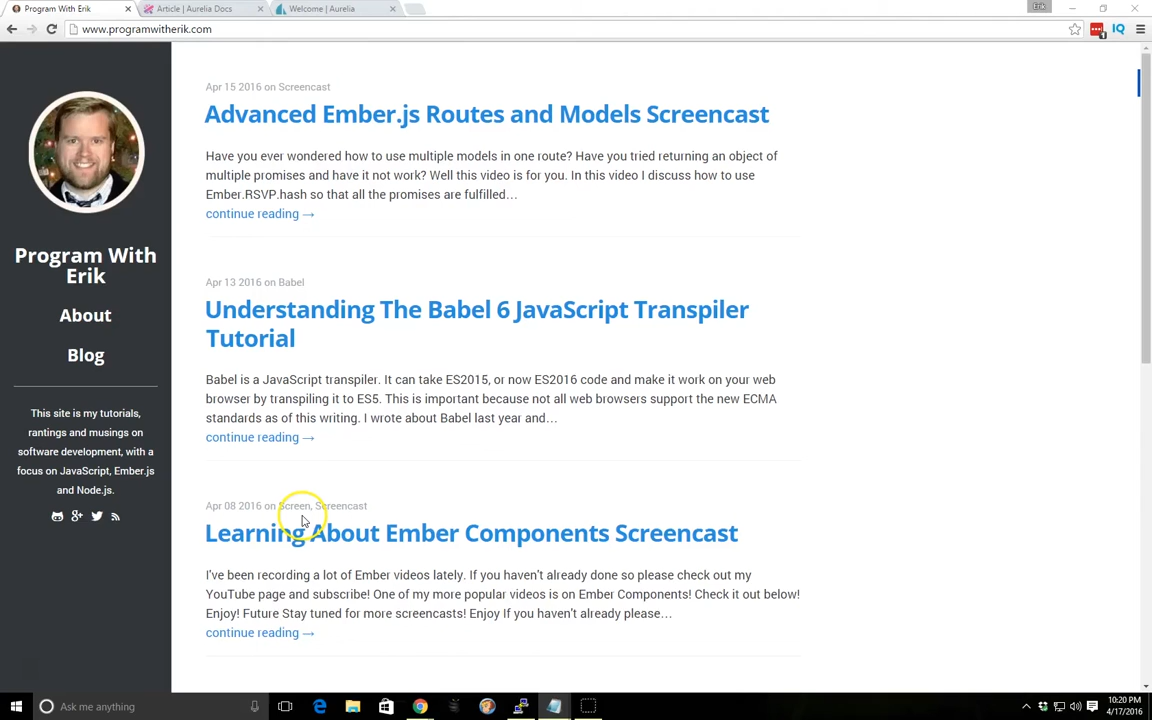 Program With Erik
Article | Aurelia Docs
Welcome | Aurelia
Erik
www.programwitherik.com
1
IQ
Program With
Erik
About
Blog
This site is my tutorials,
rantings and musings on
software development, with a
focus on JavaScript, Ember.js
and Node.js.
Apr 15 2016 on Screencast
Advanced Ember.js Routes and Models Screencast
Have you ever wondered how to use multiple models in one route? Have you tried returning an object of
multiple promises and have it not work? Well this video is for you. In this video I discuss how to use
Ember.RSVP.hash so that all the promises are fulfilled…
continue reading →
Apr 13 2016 on Babel
Understanding The Babel 6 JavaScript Transpiler
Tutorial
Babel is a JavaScript transpiler. It can take ES2015, or now ES2016 code and make it work on your web
browser by transpiling it to ES5. This is important because not all web browsers support the new ECMA
standards as of this writing. I wrote about Babel last year and…
continue reading →
Apr 08 2016 on Screen, Screencast
Learning About Ember Components Screencast
I've been recording a lot of Ember videos lately. If you haven't already done so please check out my
YouTube page and subscribe! One of my more popular videos is on Ember Components! Check it out below!
Enjoy! Future Stay tuned for more screencasts! Enjoy If you haven't already please…
continue reading →
Ask me anything
10:20 PM
4/17/2016